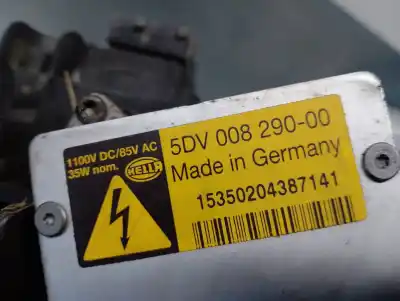 1100V DC/85V AC
35W nom.
HELLA
5DV 008 290-00
Made in Germany
15350204387141